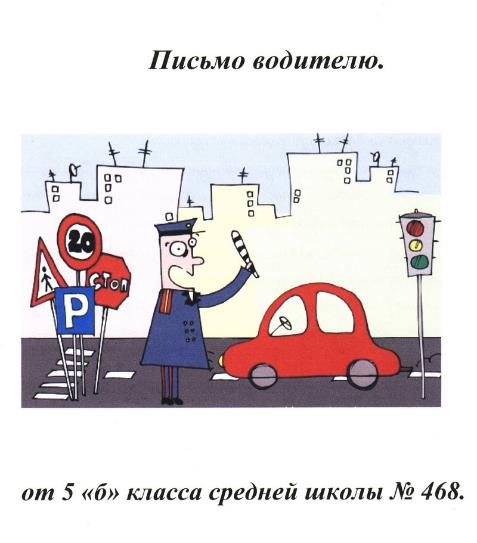 Письмо водителю.
20
СТОП
P
от 5 «б» класса средней школы № 468.